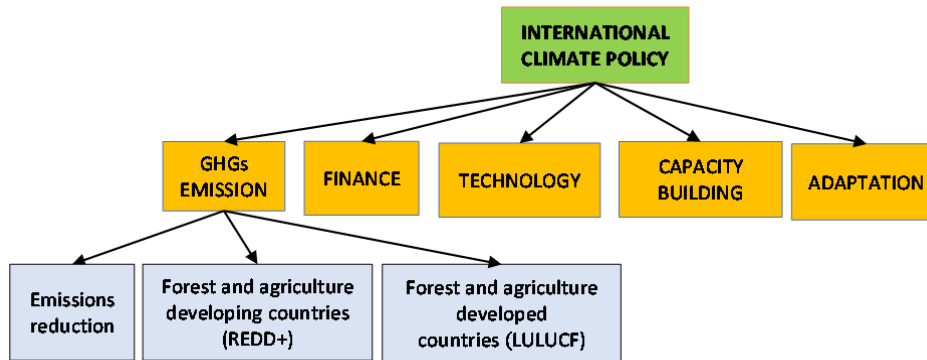 INTERNATIONAL
CLIMATE POLICY
GHGs
EMISSION
FINANCE
TECHNOLOGY
CAPACITY
BUILDING
ADAPTATION
Emissions
reduction
Forest and agriculture
developing countries
(REDD+)
Forest and agriculture
developed
countries (LULUCF)